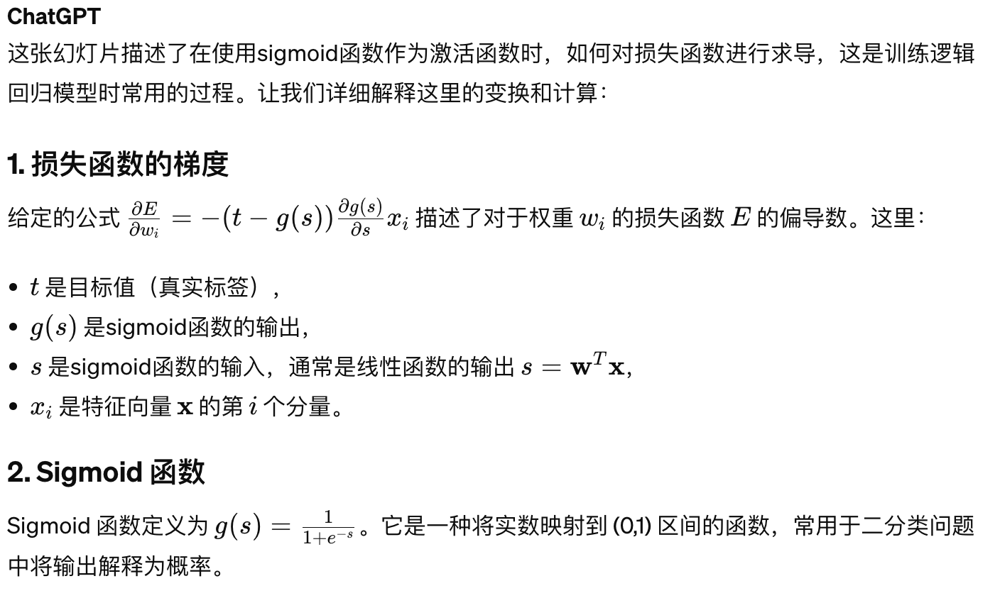 ChatGPT
这张幻灯片描述了在使用sigmoid函数作为激活函数时，如何对损失函数进行求导，这是训练逻辑
回归模型时常用的过程。让我们详细解释这里的变换和计算：
1. 损失函数的梯度
给定的公式 $\frac{\partial E}{\partial w_i} = -(t - g(s))\frac{\partial g(s)}{\partial s}x_i$ 描述了对于权重 $w_i$ 的损失函数 $E$ 的偏导数。这里：
• $t$ 是目标值（真实标签），
• $g(s)$ 是sigmoid函数的输出，
• $s$ 是sigmoid函数的输入，通常是线性函数的输出 $s = \mathbf{w}^T\mathbf{x}$，
• $x_i$ 是特征向量 $\mathbf{x}$ 的第 $i$ 个分量。
2. Sigmoid 函数
Sigmoid 函数定义为 $g(s) = \frac{1}{1+e^{-s}}$。它是一种将实数映射到 (0,1) 区间的函数，常用于二分类问题
中将输出解释为概率。